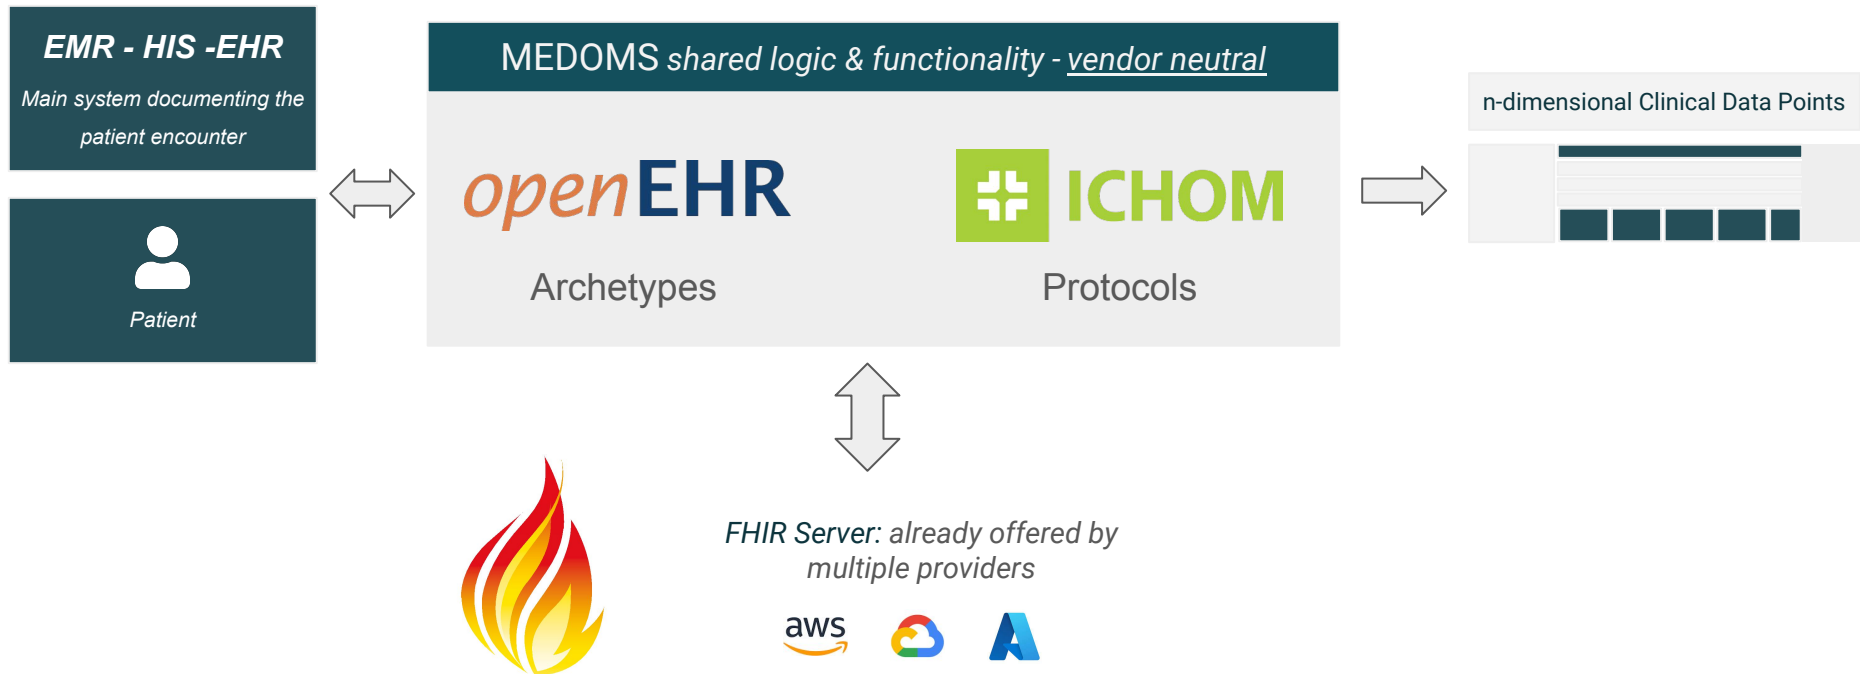 EMR - HIS -EHR
Main system documenting the
patient encounter
Patient
MEDOMS shared logic & functionality - vendor neutral
openEHR
Archetypes
ICHOM
Protocols
n-dimensional Clinical Data Points
FHIR Server: already offered by
multiple providers
aws